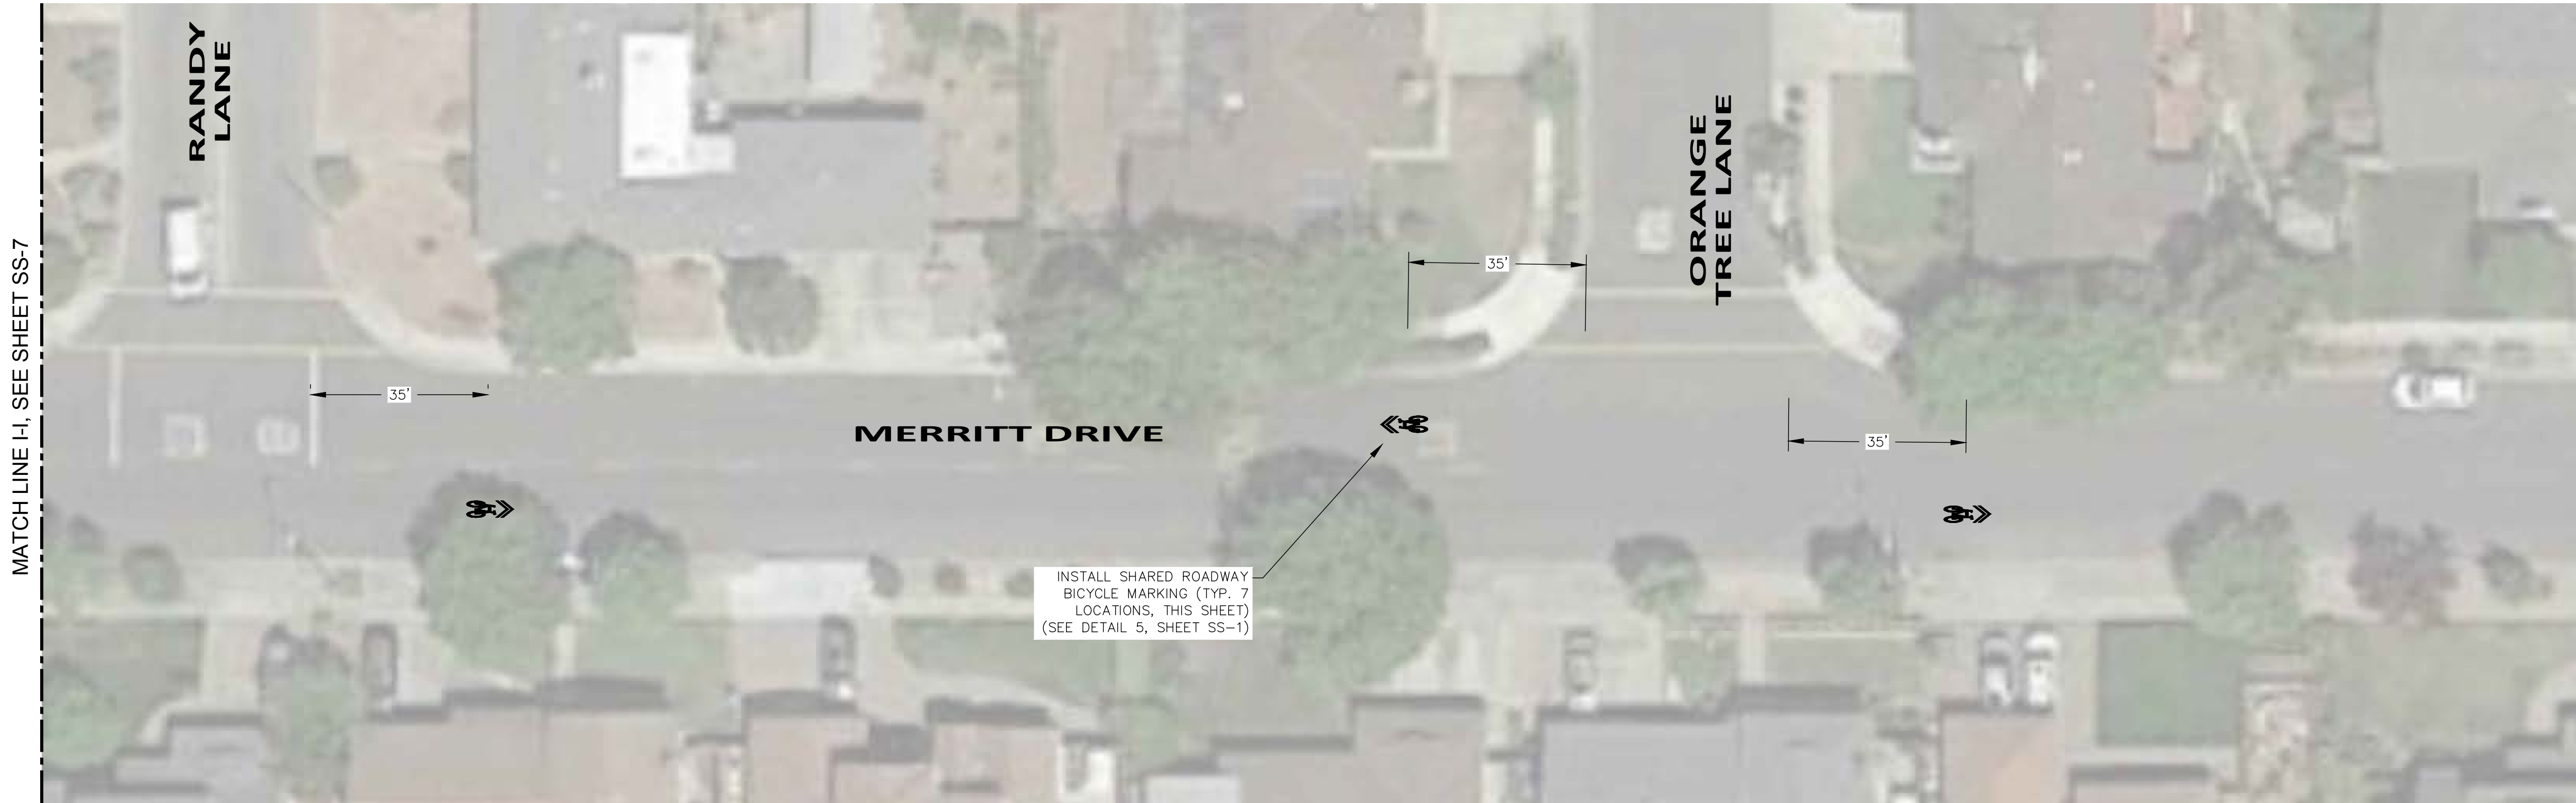 MATCH LINE I-I, SEE SHEET SS-7
RANDY
LANE
35'
MERRITT DRIVE
35'
ORANGE
TREE LANE
35'
INSTALL SHARED ROADWAY
BICYCLE MARKING (TYP. 7
LOCATIONS, THIS SHEET)
(SEE DETAIL 5, SHEET SS-1)